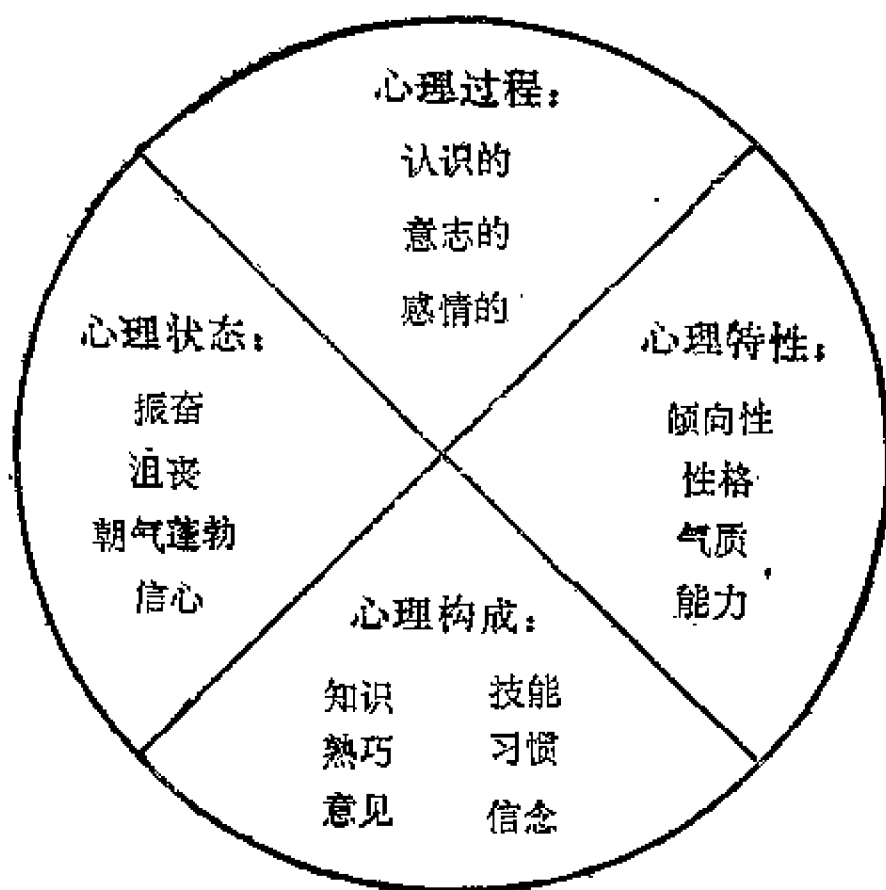 心理过程：
认识的
意志的
感情的
心理状态：
振奋
沮丧
朝气蓬勃
信心
心理特性：
倾向性
性格
气质
能力
心理构成：
知识 技能
熟巧 习惯
意见 信念